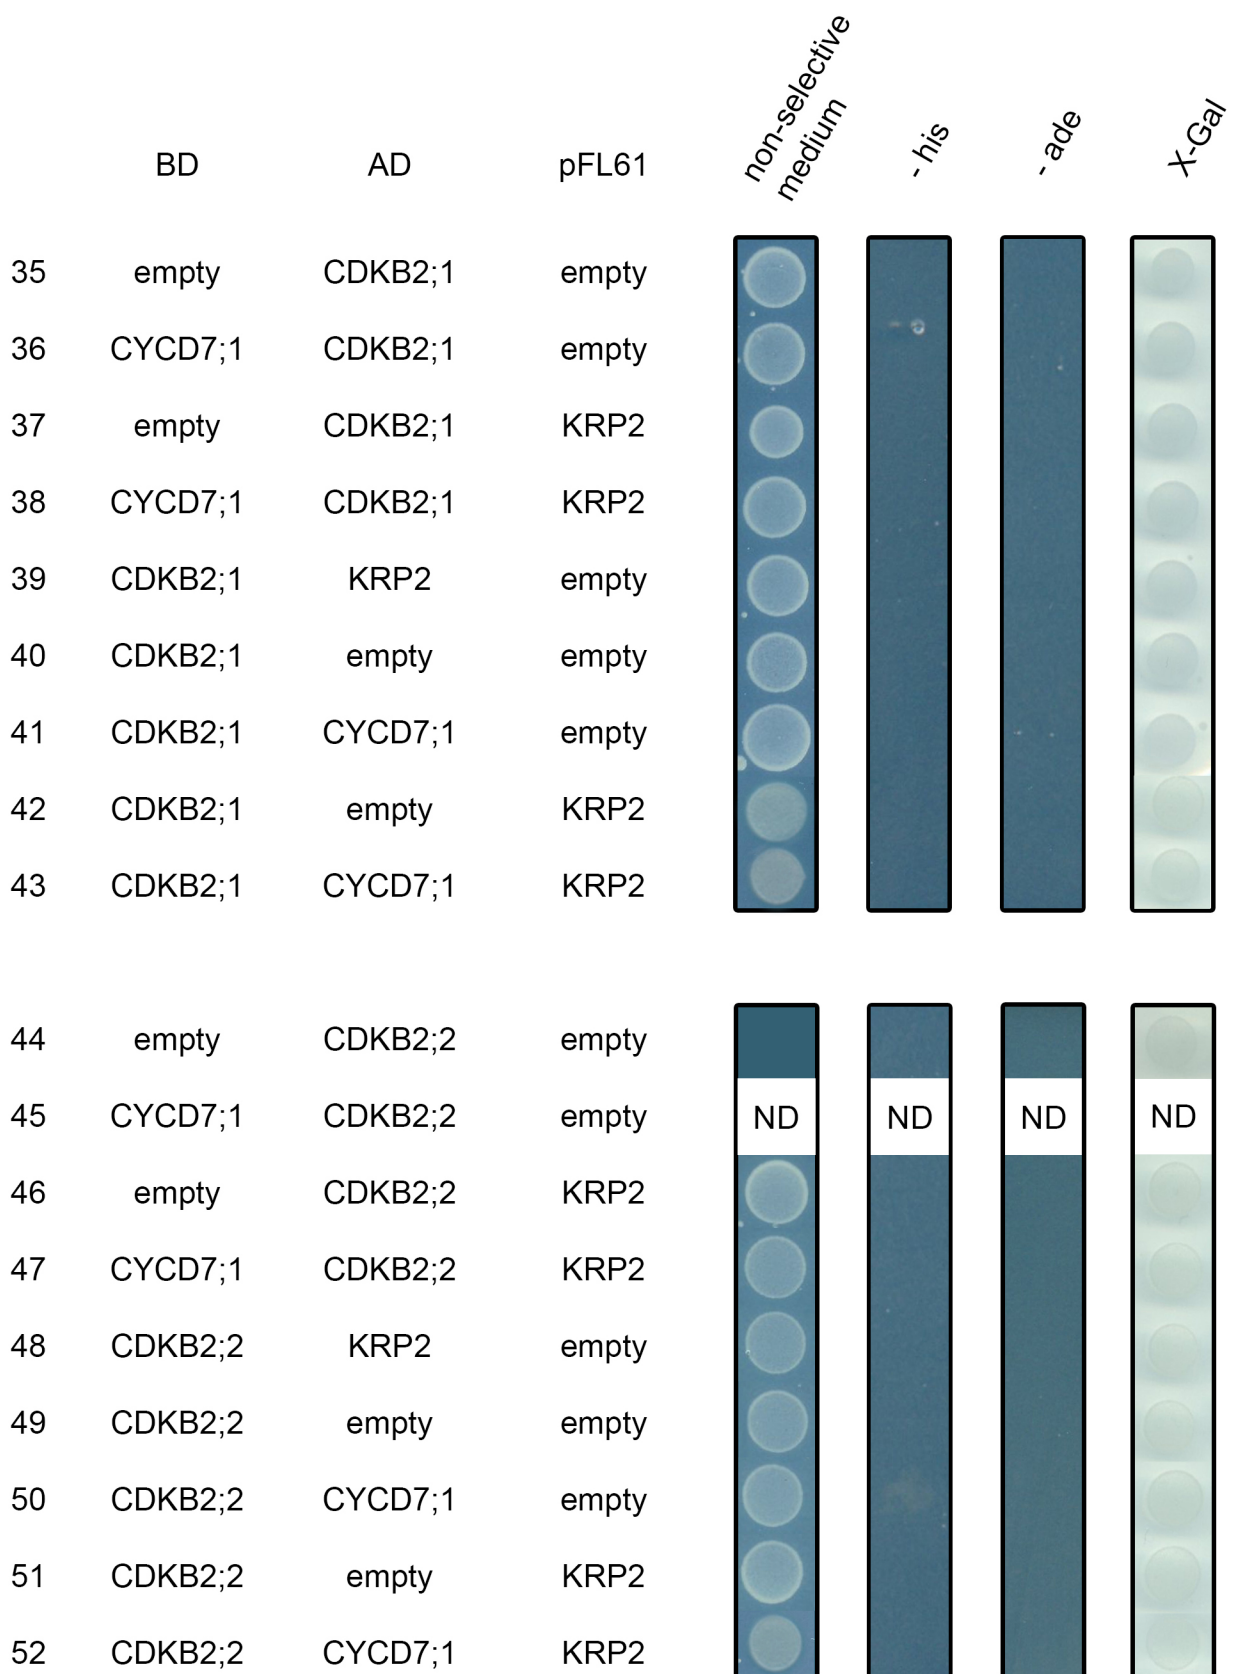 BD AD pFL61 non-selective medium - his - ade X-Gal
35 empty CDKB2;1 empty
36 CYCD7;1 CDKB2;1 empty
37 empty CDKB2;1 KRP2
38 CYCD7;1 CDKB2;1 KRP2
39 CDKB2;1 KRP2 empty
40 CDKB2;1 empty empty
41 CDKB2;1 CYCD7;1 empty
42 CDKB2;1 empty KRP2
43 CDKB2;1 CYCD7;1 KRP2
44 empty CDKB2;2 empty
45 CYCD7;1 CDKB2;2 empty ND ND ND ND
46 empty CDKB2;2 KRP2
47 CYCD7;1 CDKB2;2 KRP2
48 CDKB2;2 KRP2 empty
49 CDKB2;2 empty empty
50 CDKB2;2 CYCD7;1 empty
51 CDKB2;2 empty KRP2
52 CDKB2;2 CYCD7;1 KRP2